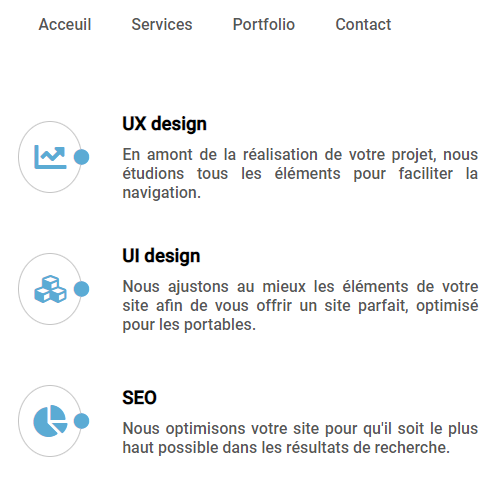 Acceuil Services Portfolio Contact
UX design
En amont de la réalisation de votre projet, nous
étudions tous les éléments pour faciliter la
navigation.
UI design
Nous ajustons au mieux les éléments de votre
site afin de vous offrir un site parfait, optimisé
pour les portables.
SEO
Nous optimisons votre site pour qu'il soit le plus
haut possible dans les résultats de recherche.